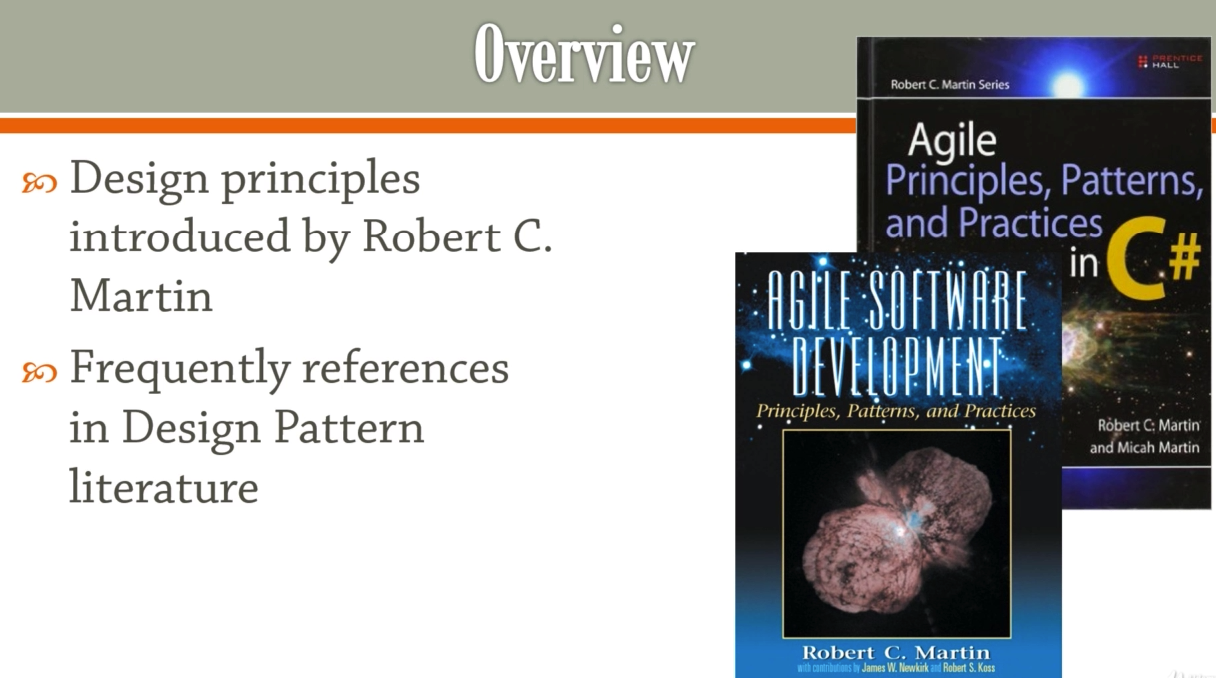 Overview
Design principles
introduced by Robert C.
Martin
Frequently references
in Design Pattern
literature
PRENTICE
HALL
Robert C. Martin Series
Agile
Principles, Patterns,
and Practices
in C#
Robert C. Martin
and Micah Martin
AGILE SOFTWARE
DEVELOPMENT
Principles, Patterns, and Practices
Robert C. Martin
with contributions by James W. Newkirk and Robert S. Koss